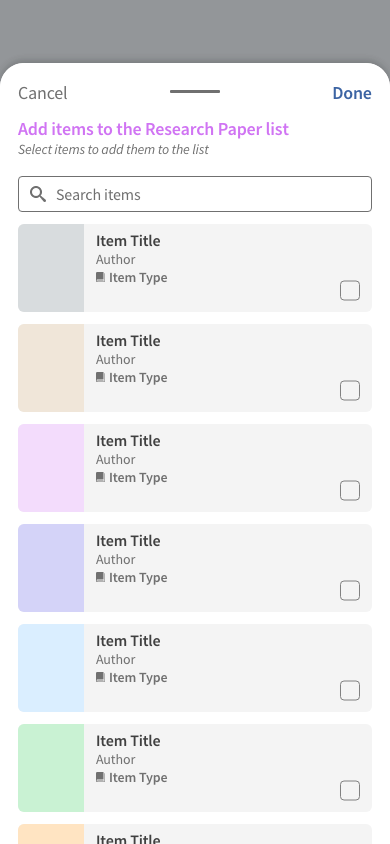 Cancel
Done
Add items to the Research Paper list
Select items to add them to the list
Search items
Item Title
Author
Item Type
Item Title
Author
Item Type
Item Title
Author
Item Type
Item Title
Author
Item Type
Item Title
Author
Item Type
Item Title
Author
Item Type
Item Title